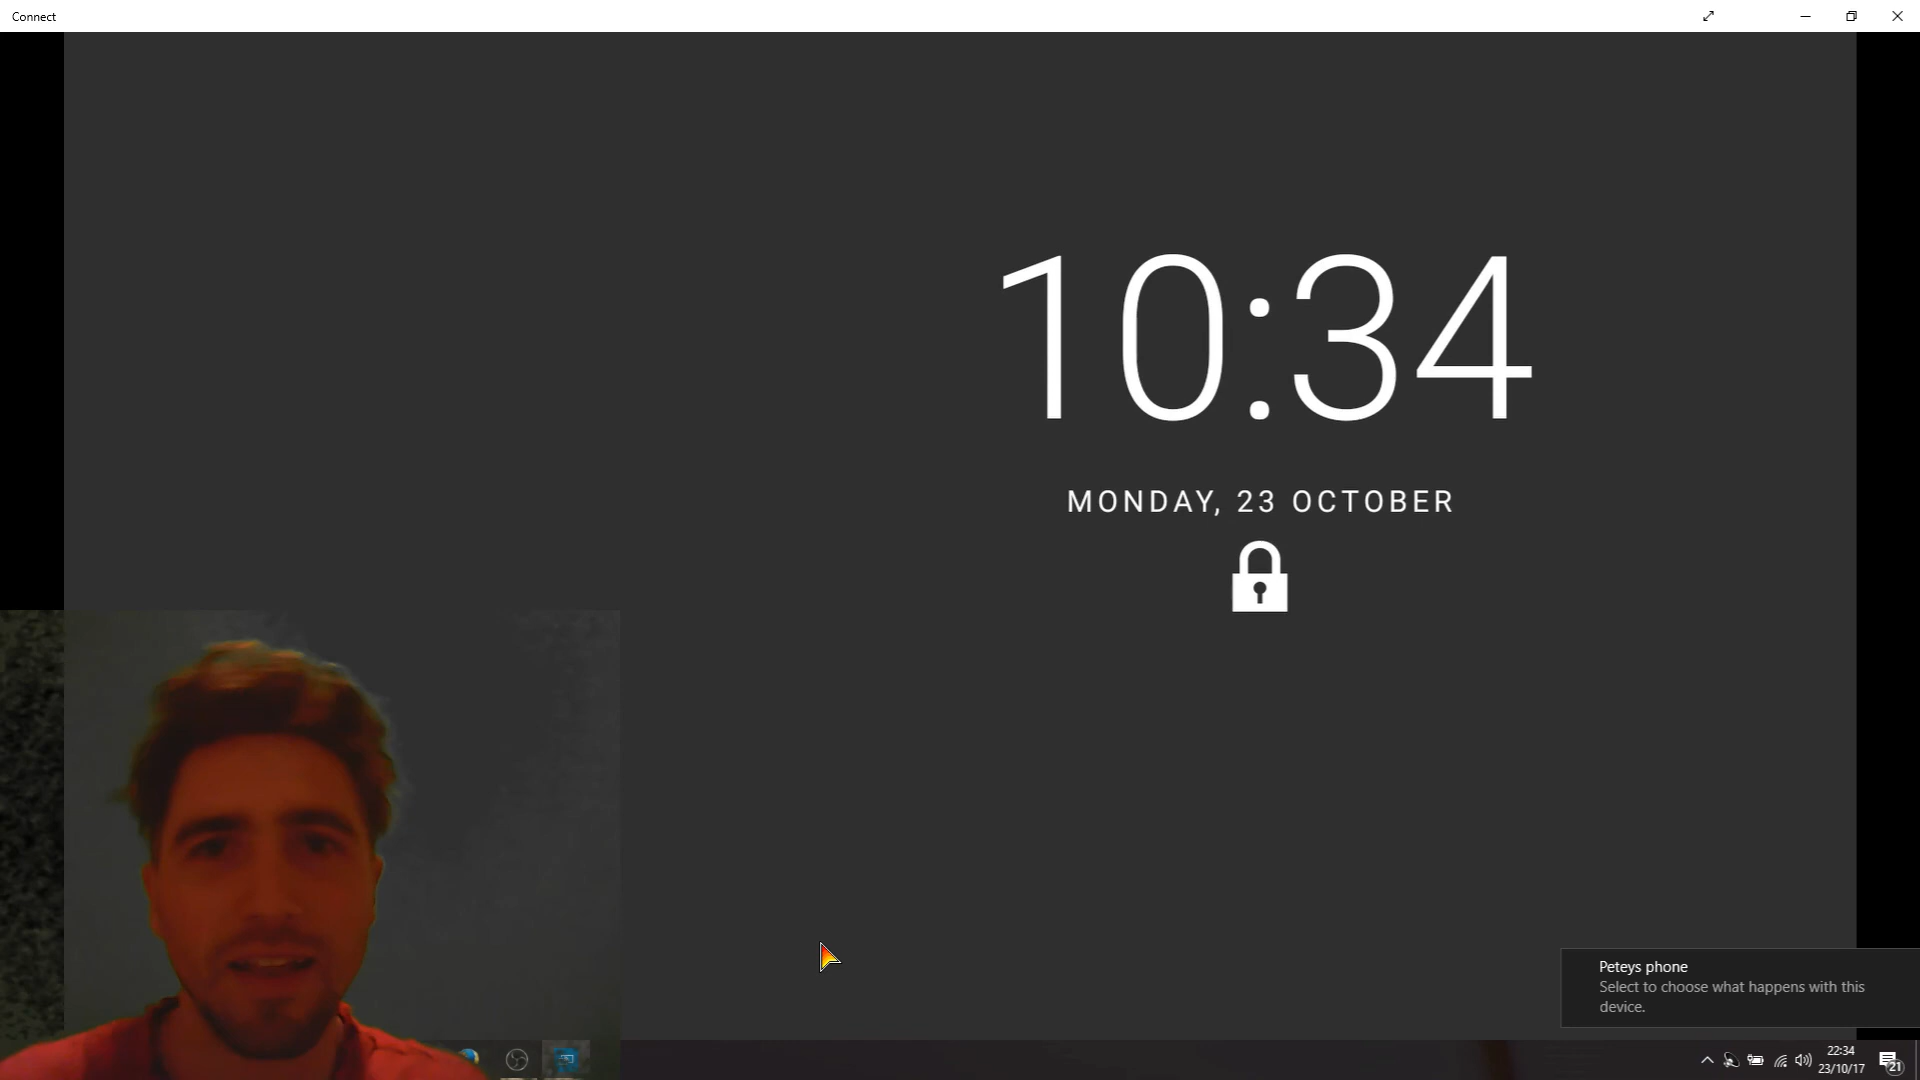 Connect
10:34
MONDAY, 23 OCTOBER
Peteys phone
Select to choose what happens with this
device.
22:34
23/10/17
21